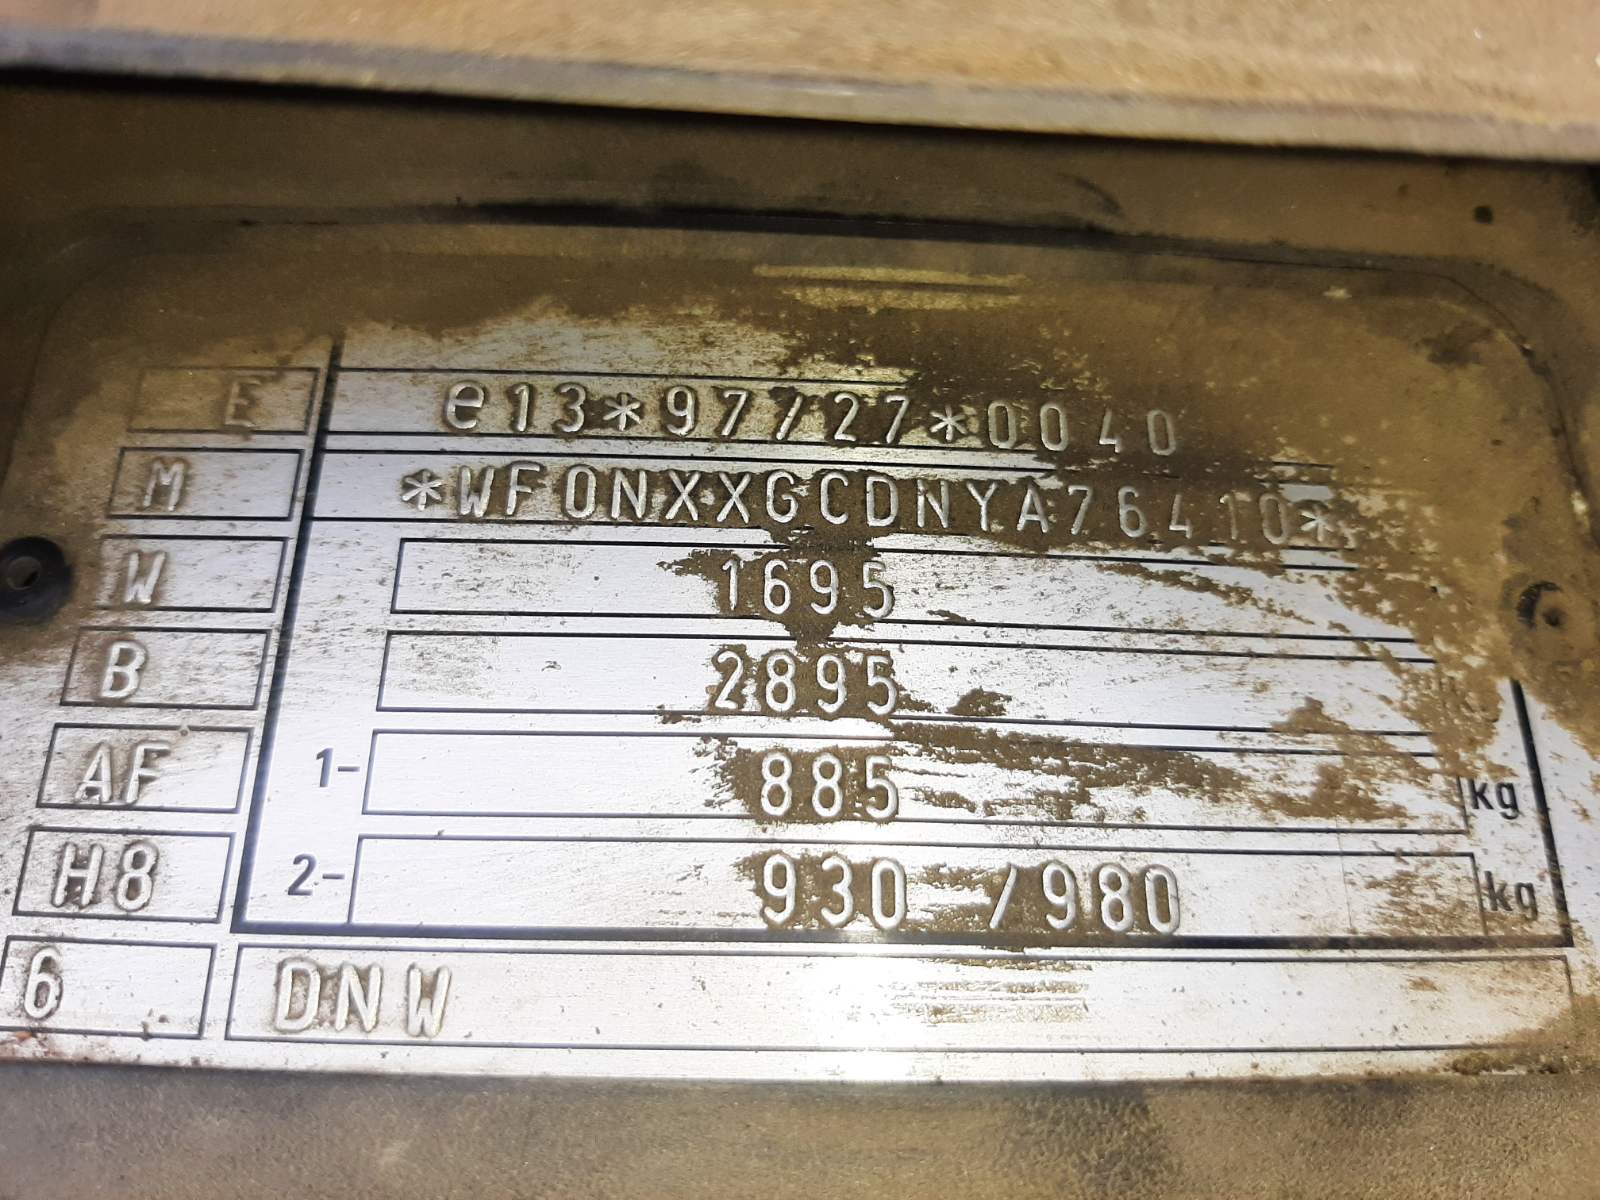 E e13*97/27*0040
M *WF0NXXGCDNYA76410*
W 1695
B 2895
AF 1- 885 kg
H8 2- 930 /980 kg
6 DNW